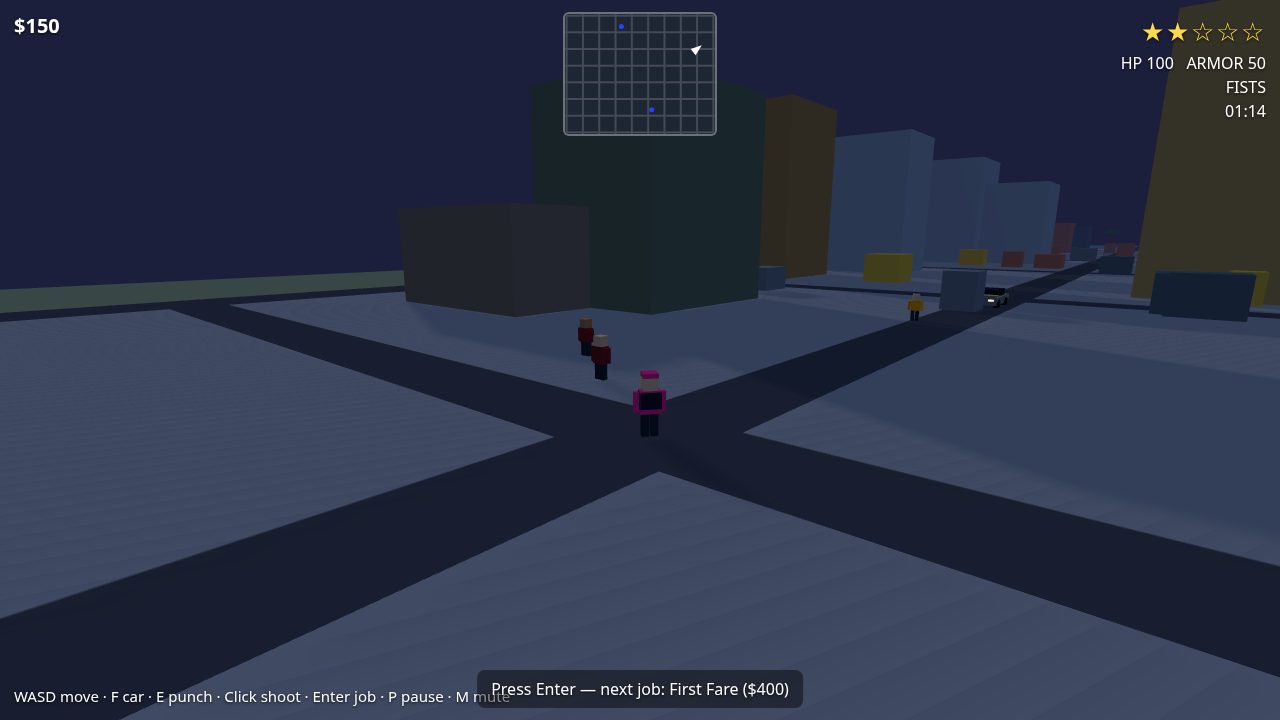 $150
★★☆☆☆
HP 100 ARMOR 50
FISTS
01:14
WASD move · F car · E punch · Click shoot · Enter job · P pause · M mute
Press Enter — next job: First Fare ($400)